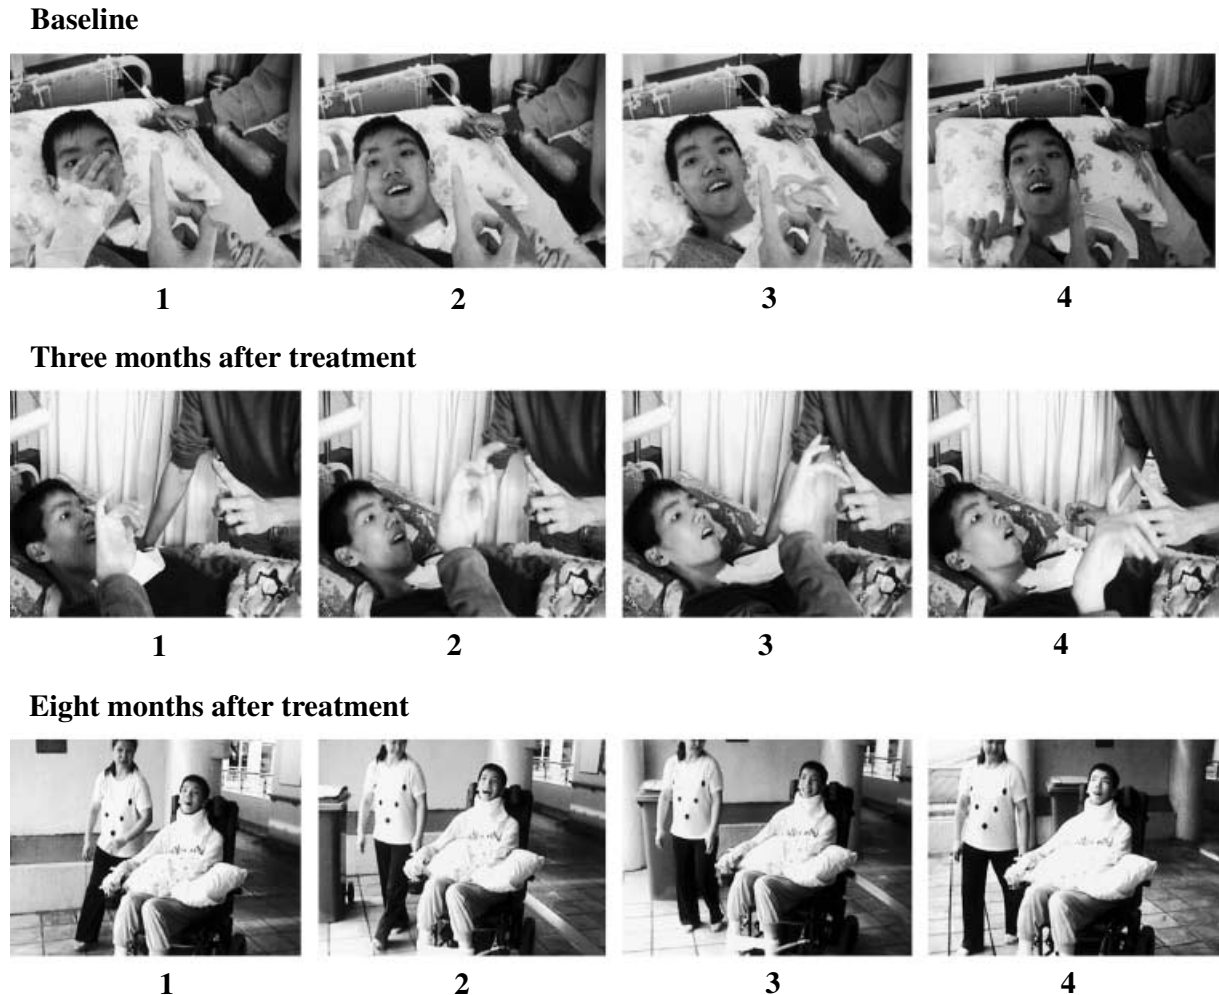 Baseline
1 2 3 4
Three months after treatment
1 2 3 4
Eight months after treatment
1 2 3 4